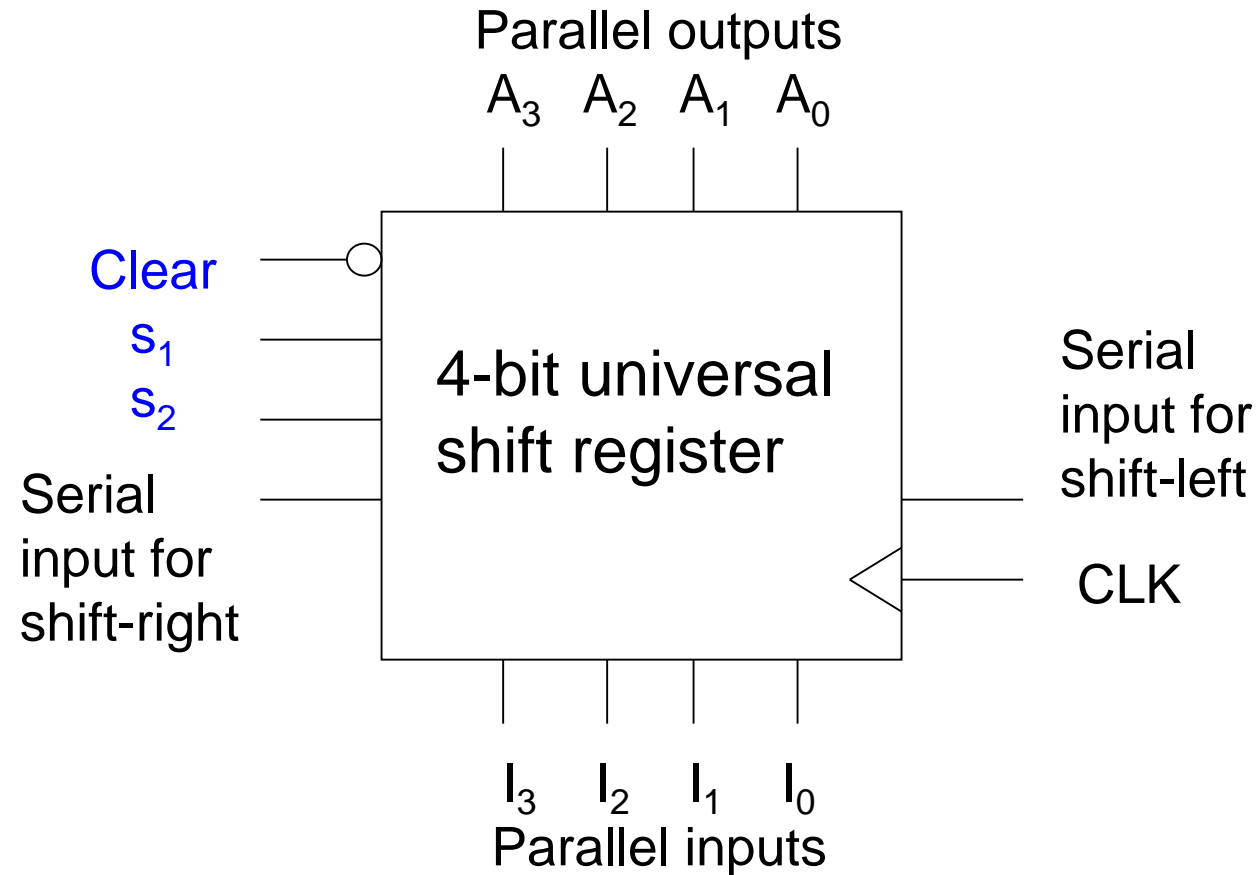 Parallel outputs
A₃ A₂ A₁ A₀
Clear
s₁
s₂
Serial
input for
shift-right
4-bit universal
shift register
Serial
input for
shift-left
CLK
I₃ I₂ I₁ I₀
Parallel inputs